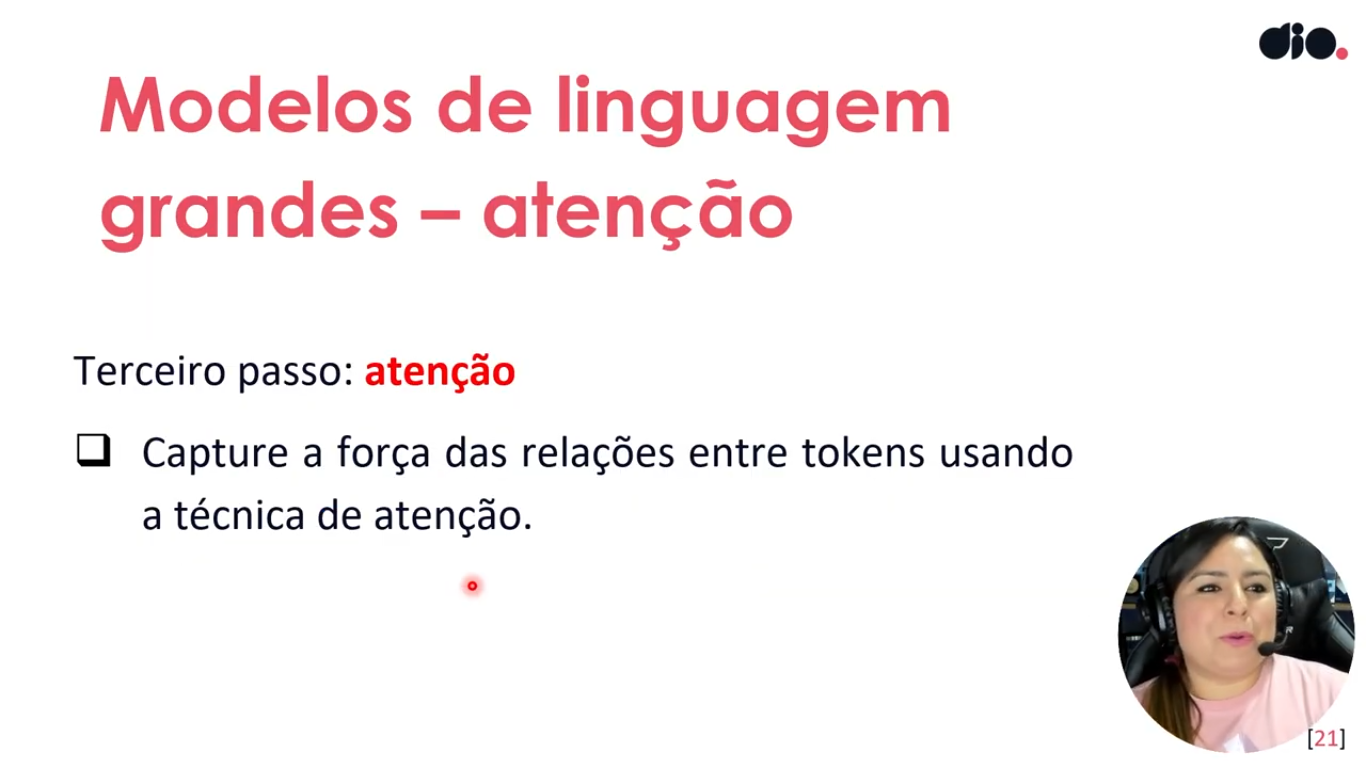 dio.
Modelos de linguagem
grandes – atenção
Terceiro passo: atenção
Capture a força das relações entre tokens usando
a técnica de atenção.
[21]